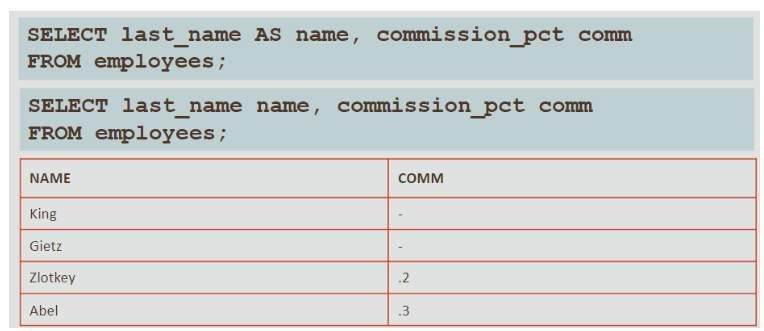 SELECT last_name AS name, commission_pct comm
FROM employees;
SELECT last_name name, commission_pct comm
FROM employees;
NAME COMM
King -
Gietz -
Zlotkey .2
Abel .3